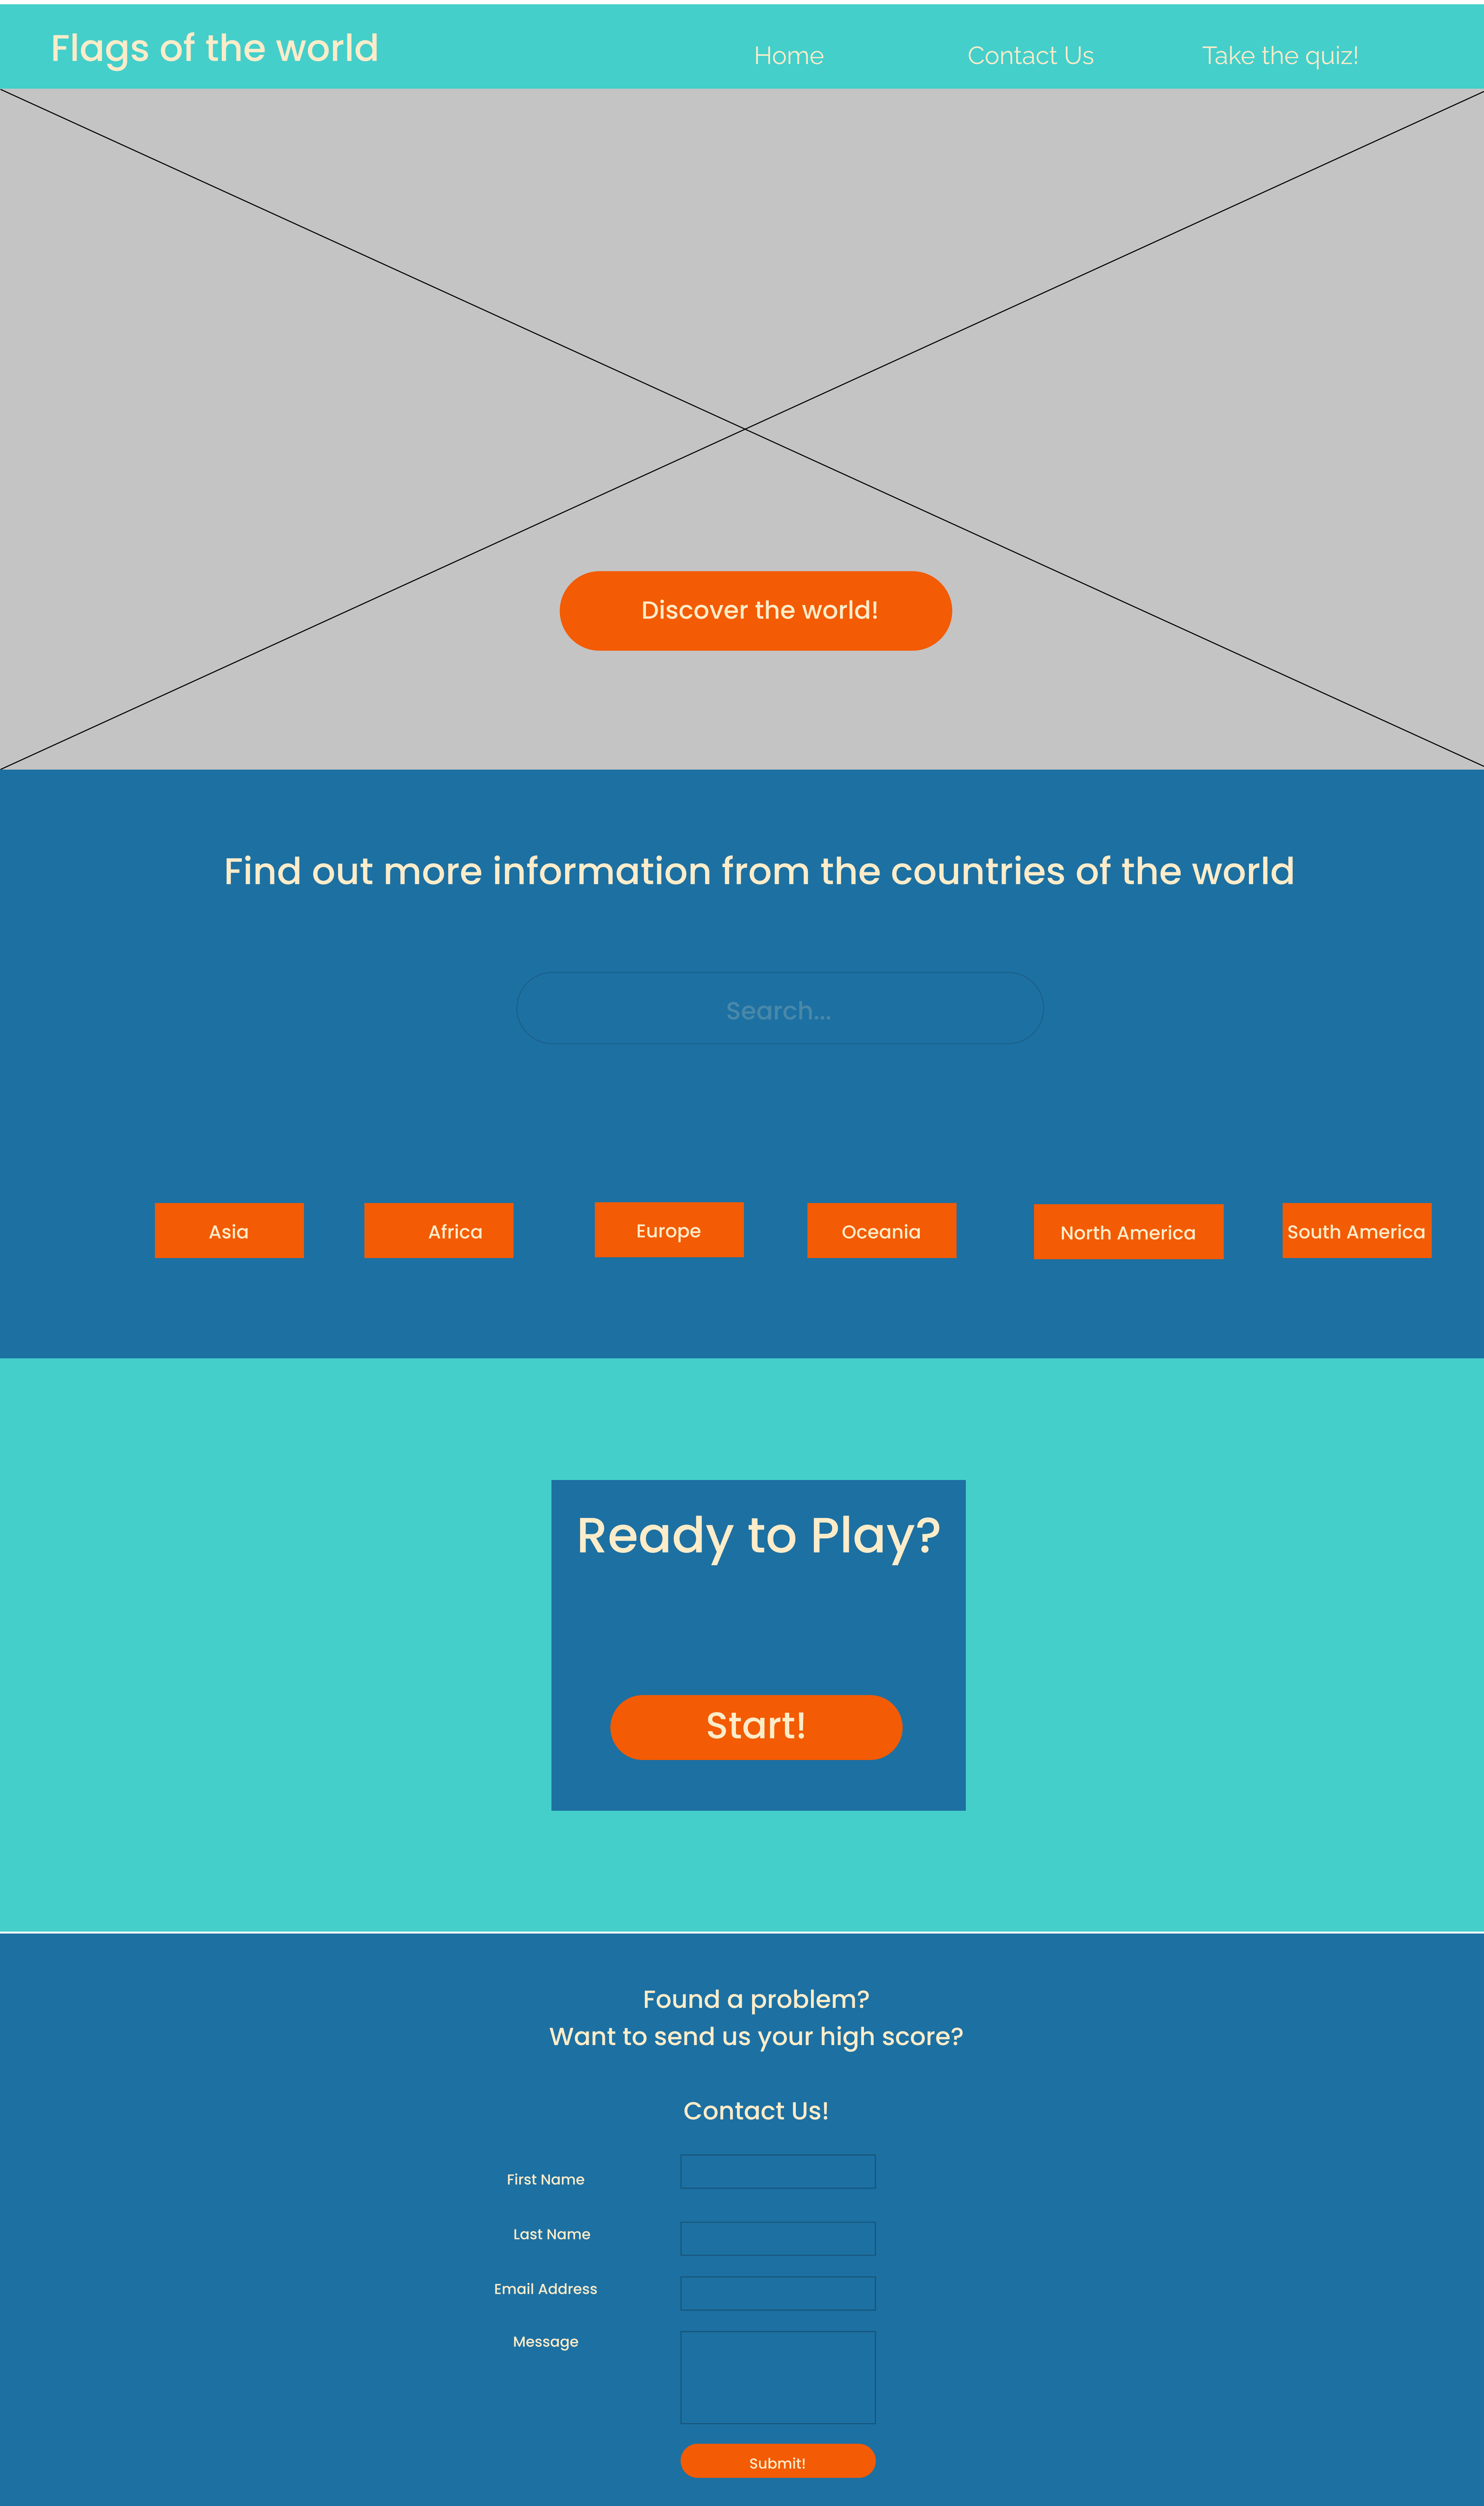 Flags of the world
Home
Contact Us
Take the quiz!
Discover the world!
Find out more information from the countries of the world
Search...
Asia
Africa
Europe
Oceania
North America
South America
Ready to Play?
Start!
Found a problem?
Want to send us your high score?
Contact Us!
First Name
Last Name
Email Address
Message
Submit!